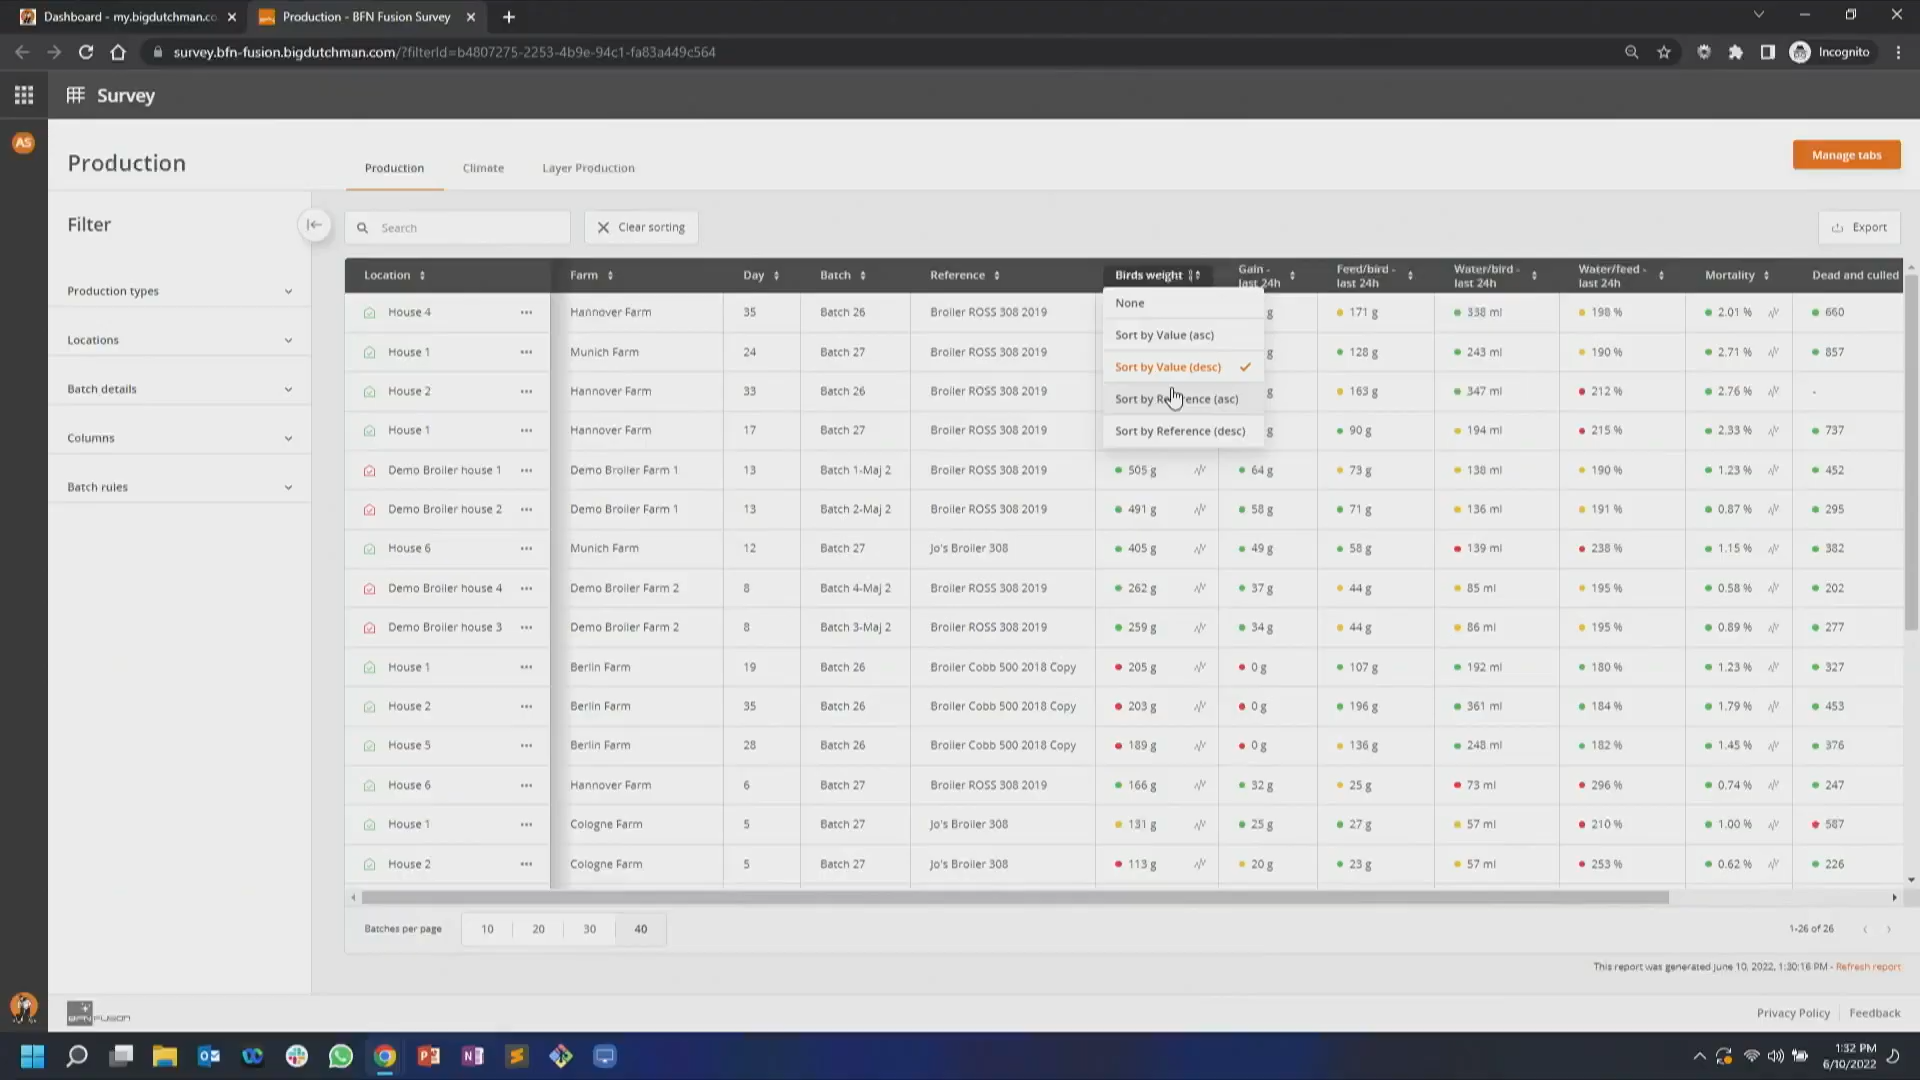 Dashboard - my.bigdutchman.co
Production - BFN Fusion Survey
survey.bfn-fusion.bigdutchman.com/?filterId=b4807275-2253-4b9e-94c1-fa83a449c564
Incognito
Survey
AS
Production
Production Climate Layer Production
Manage tabs
Filter
Search
Clear sorting
Export
Production types
Locations
Batch details
Columns
Batch rules
Location Farm Day Batch Reference Birds weight Gain - last 24h Feed/bird - last 24h Water/bird - last 24h Water/feed - last 24h Mortality Dead and culled
None
Sort by Value (asc)
Sort by Value (desc)
Sort by Reference (asc)
Sort by Reference (desc)
House 4 ••• Hannover Farm 35 Batch 26 Broiler ROSS 308 2019 g 171 g 338 ml 198 % 2.01 % 660
House 1 ••• Munich Farm 24 Batch 27 Broiler ROSS 308 2019 g 128 g 243 ml 190 % 2.71 % 857
House 2 ••• Hannover Farm 33 Batch 26 Broiler ROSS 308 2019 g 163 g 347 ml 212 % 2.76 % -
House 1 ••• Hannover Farm 17 Batch 27 Broiler ROSS 308 2019 g 90 g 194 ml 215 % 2.33 % 737
Demo Broiler house 1 ••• Demo Broiler Farm 1 13 Batch 1-Maj 2 Broiler ROSS 308 2019 505 g 64 g 73 g 138 ml 190 % 1.23 % 452
Demo Broiler house 2 ••• Demo Broiler Farm 1 13 Batch 2-Maj 2 Broiler ROSS 308 2019 491 g 58 g 71 g 136 ml 191 % 0.87 % 295
House 6 ••• Munich Farm 12 Batch 27 Jo's Broiler 308 405 g 49 g 58 g 139 ml 238 % 1.15 % 382
Demo Broiler house 4 ••• Demo Broiler Farm 2 8 Batch 4-Maj 2 Broiler ROSS 308 2019 262 g 37 g 44 g 85 ml 195 % 0.58 % 202
Demo Broiler house 3 ••• Demo Broiler Farm 2 8 Batch 3-Maj 2 Broiler ROSS 308 2019 259 g 34 g 44 g 86 ml 195 % 0.89 % 277
House 1 ••• Berlin Farm 19 Batch 26 Broiler Cobb 500 2018 Copy 205 g 0 g 107 g 192 ml 180 % 1.23 % 327
House 2 ••• Berlin Farm 35 Batch 26 Broiler Cobb 500 2018 Copy 203 g 0 g 196 g 361 ml 184 % 1.79 % 453
House 5 ••• Berlin Farm 28 Batch 26 Broiler Cobb 500 2018 Copy 189 g 0 g 136 g 248 ml 182 % 1.45 % 376
House 6 ••• Hannover Farm 6 Batch 27 Broiler ROSS 308 2019 166 g 32 g 25 g 73 ml 296 % 0.74 % 247
House 1 ••• Cologne Farm 5 Batch 27 Jo's Broiler 308 131 g 25 g 27 g 57 ml 210 % 1.00 % 587
House 2 ••• Cologne Farm 5 Batch 27 Jo's Broiler 308 113 g 20 g 23 g 57 ml 253 % 0.62 % 226
Batches per page 10 20 30 40
1-26 of 26
This report was generated June 10, 2022, 1:30:16 PM - Refresh report
BFN FUSION
Privacy Policy Feedback
1:32 PM
6/10/2022